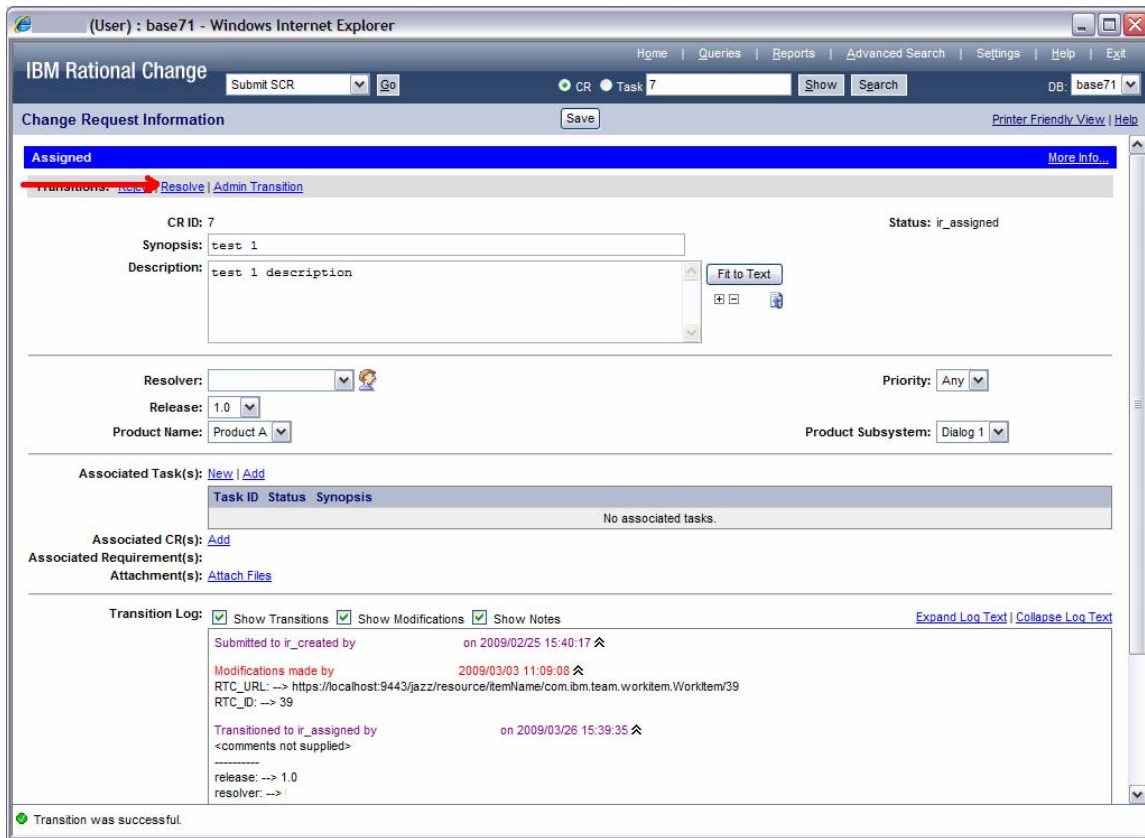 (User) : base71 - Windows Internet Explorer
Home | Queries | Reports | Advanced Search | Settings | Help | Exit
IBM Rational Change
Submit SCR Go CR Task 7 Show Search DB: base71
Change Request Information Save Printer Friendly View | Help
Assigned More Info...
Resolve | Admin Transition
CR ID: 7 Status: ir_assigned
Synopsis: test 1
Description: test 1 description
Fit to Text
Resolver: Priority: Any
Release: 1.0
Product Name: Product A Product Subsystem: Dialog 1
Associated Task(s): New | Add
Task ID Status Synopsis
No associated tasks.
Associated CR(s): Add
Associated Requirement(s):
Attachment(s): Attach Files
Transition Log: Show Transitions Show Modifications Show Notes Expand Log Text | Collapse Log Text
Submitted to ir_created by on 2009/02/25 15:40:17
Modifications made by 2009/03/03 11:09:08
RTC_URL: --> https://localhost:9443/jazz/resource/itemName/com.ibm.team.workitem.WorkItem/39
RTC_ID: --> 39
Transitioned to ir_assigned by on 2009/03/26 15:39:35
<comments not supplied>
----------
release: --> 1.0
resolver: -->
Transition was successful.